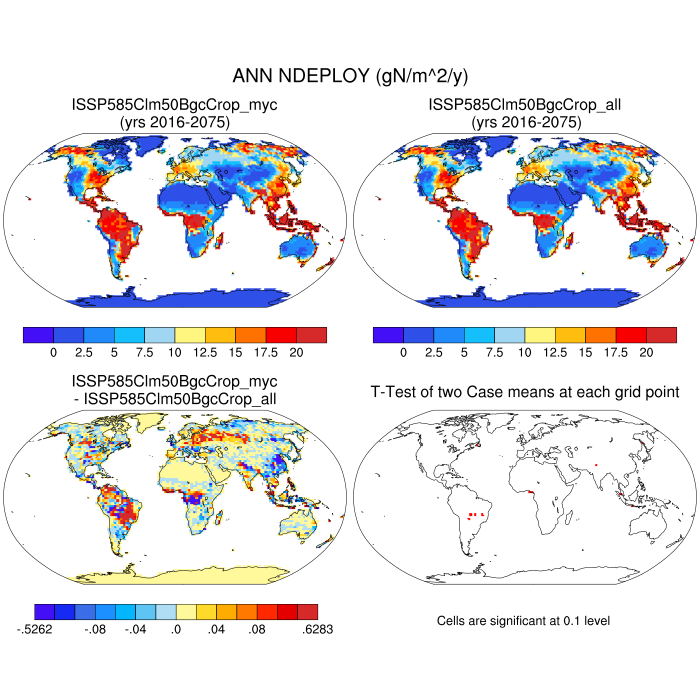 ANN NDEPLOY (gN/m^2/y)
ISSP585Clm50BgcCrop_myc
(yrs 2016-2075)
ISSP585Clm50BgcCrop_all
(yrs 2016-2075)
0 2.5 5 7.5 10 12.5 15 17.5 20
0 2.5 5 7.5 10 12.5 15 17.5 20
ISSP585Clm50BgcCrop_myc
- ISSP585Clm50BgcCrop_all
T-Test of two Case means at each grid point
-.5262 -.08 -.04 .0 .04 .08 .6283
Cells are significant at 0.1 level